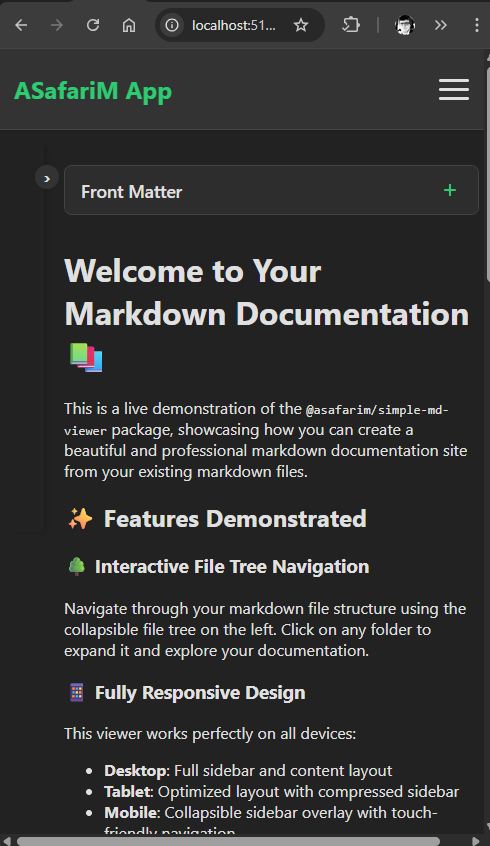 localhost:51...
ASafariM App
Front Matter
Welcome to Your
Markdown Documentation
This is a live demonstration of the @asafarim/simple-md-
viewer package, showcasing how you can create a
beautiful and professional markdown documentation site
from your existing markdown files.
✨ Features Demonstrated
🌳 Interactive File Tree Navigation
Navigate through your markdown file structure using the
collapsible file tree on the left. Click on any folder to
expand it and explore your documentation.
Fully Responsive Design
This viewer works perfectly on all devices:
• Desktop: Full sidebar and content layout
• Tablet: Optimized layout with compressed sidebar
• Mobile: Collapsible sidebar overlay with touch-
friendly navigation